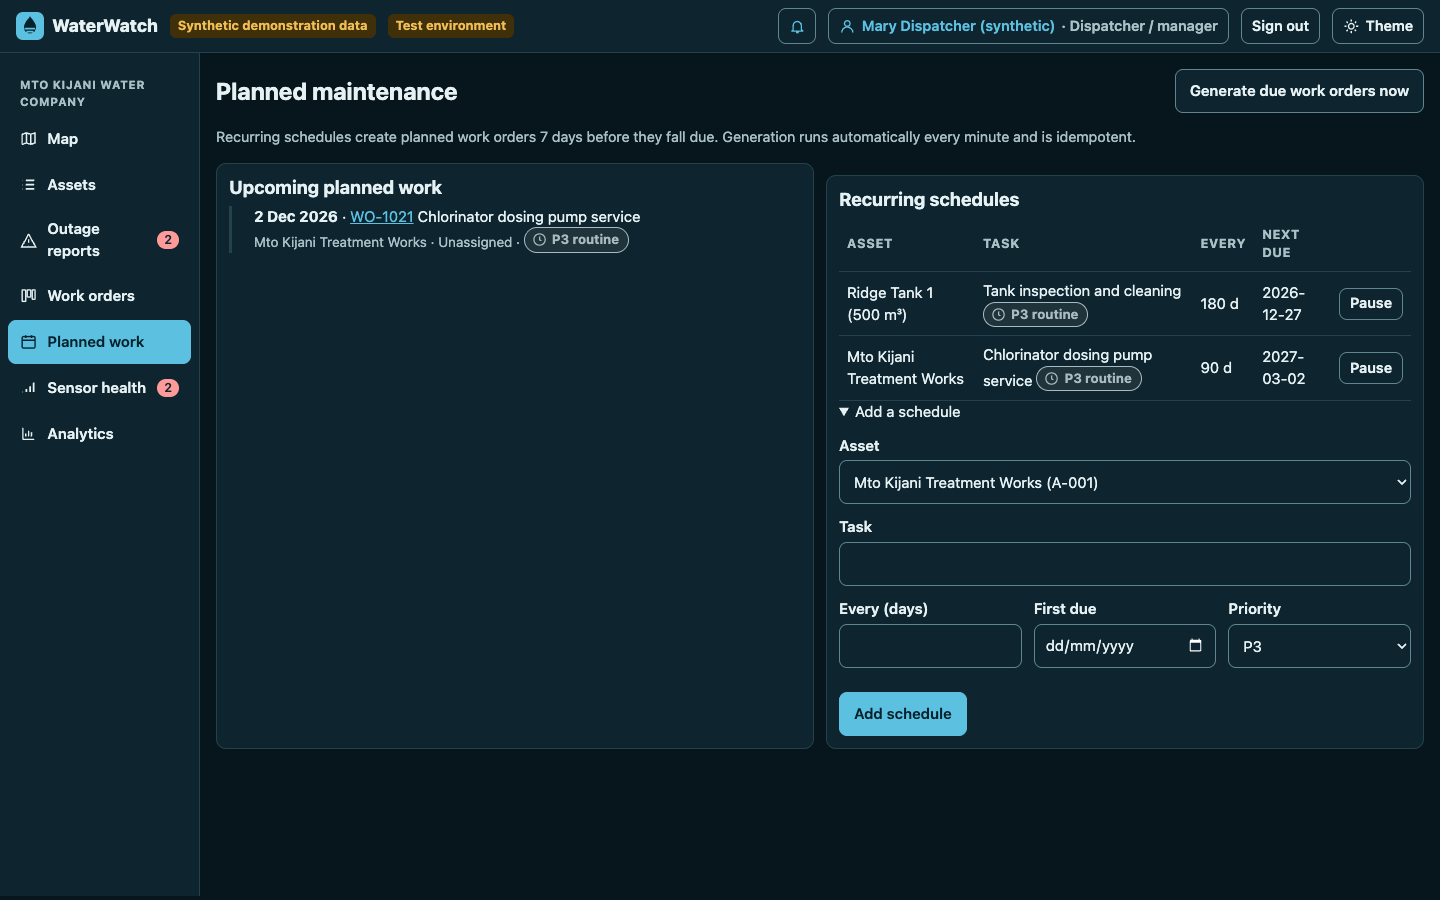 WaterWatch
Synthetic demonstration data
Test environment
Mary Dispatcher (synthetic) · Dispatcher / manager
Sign out
Theme
MTO KIJANI WATER
COMPANY
Map
Assets
Outage
reports
2
Work orders
Planned work
Sensor health
2
Analytics
Planned maintenance
Generate due work orders now
Recurring schedules create planned work orders 7 days before they fall due. Generation runs automatically every minute and is idempotent.
Upcoming planned work
2 Dec 2026 · WO-1021 Chlorinator dosing pump service
Mto Kijani Treatment Works · Unassigned · P3 routine
Recurring schedules
ASSET TASK EVERY NEXT
DUE
Ridge Tank 1
(500 m³)
Tank inspection and cleaning
P3 routine
180 d
2026-
12-27
Pause
Mto Kijani
Treatment Works
Chlorinator dosing pump
service P3 routine
90 d
2027-
03-02
Pause
▼ Add a schedule
Asset
Mto Kijani Treatment Works (A-001)
Task
Every (days)
First due
dd/mm/yyyy
Priority
P3
Add schedule